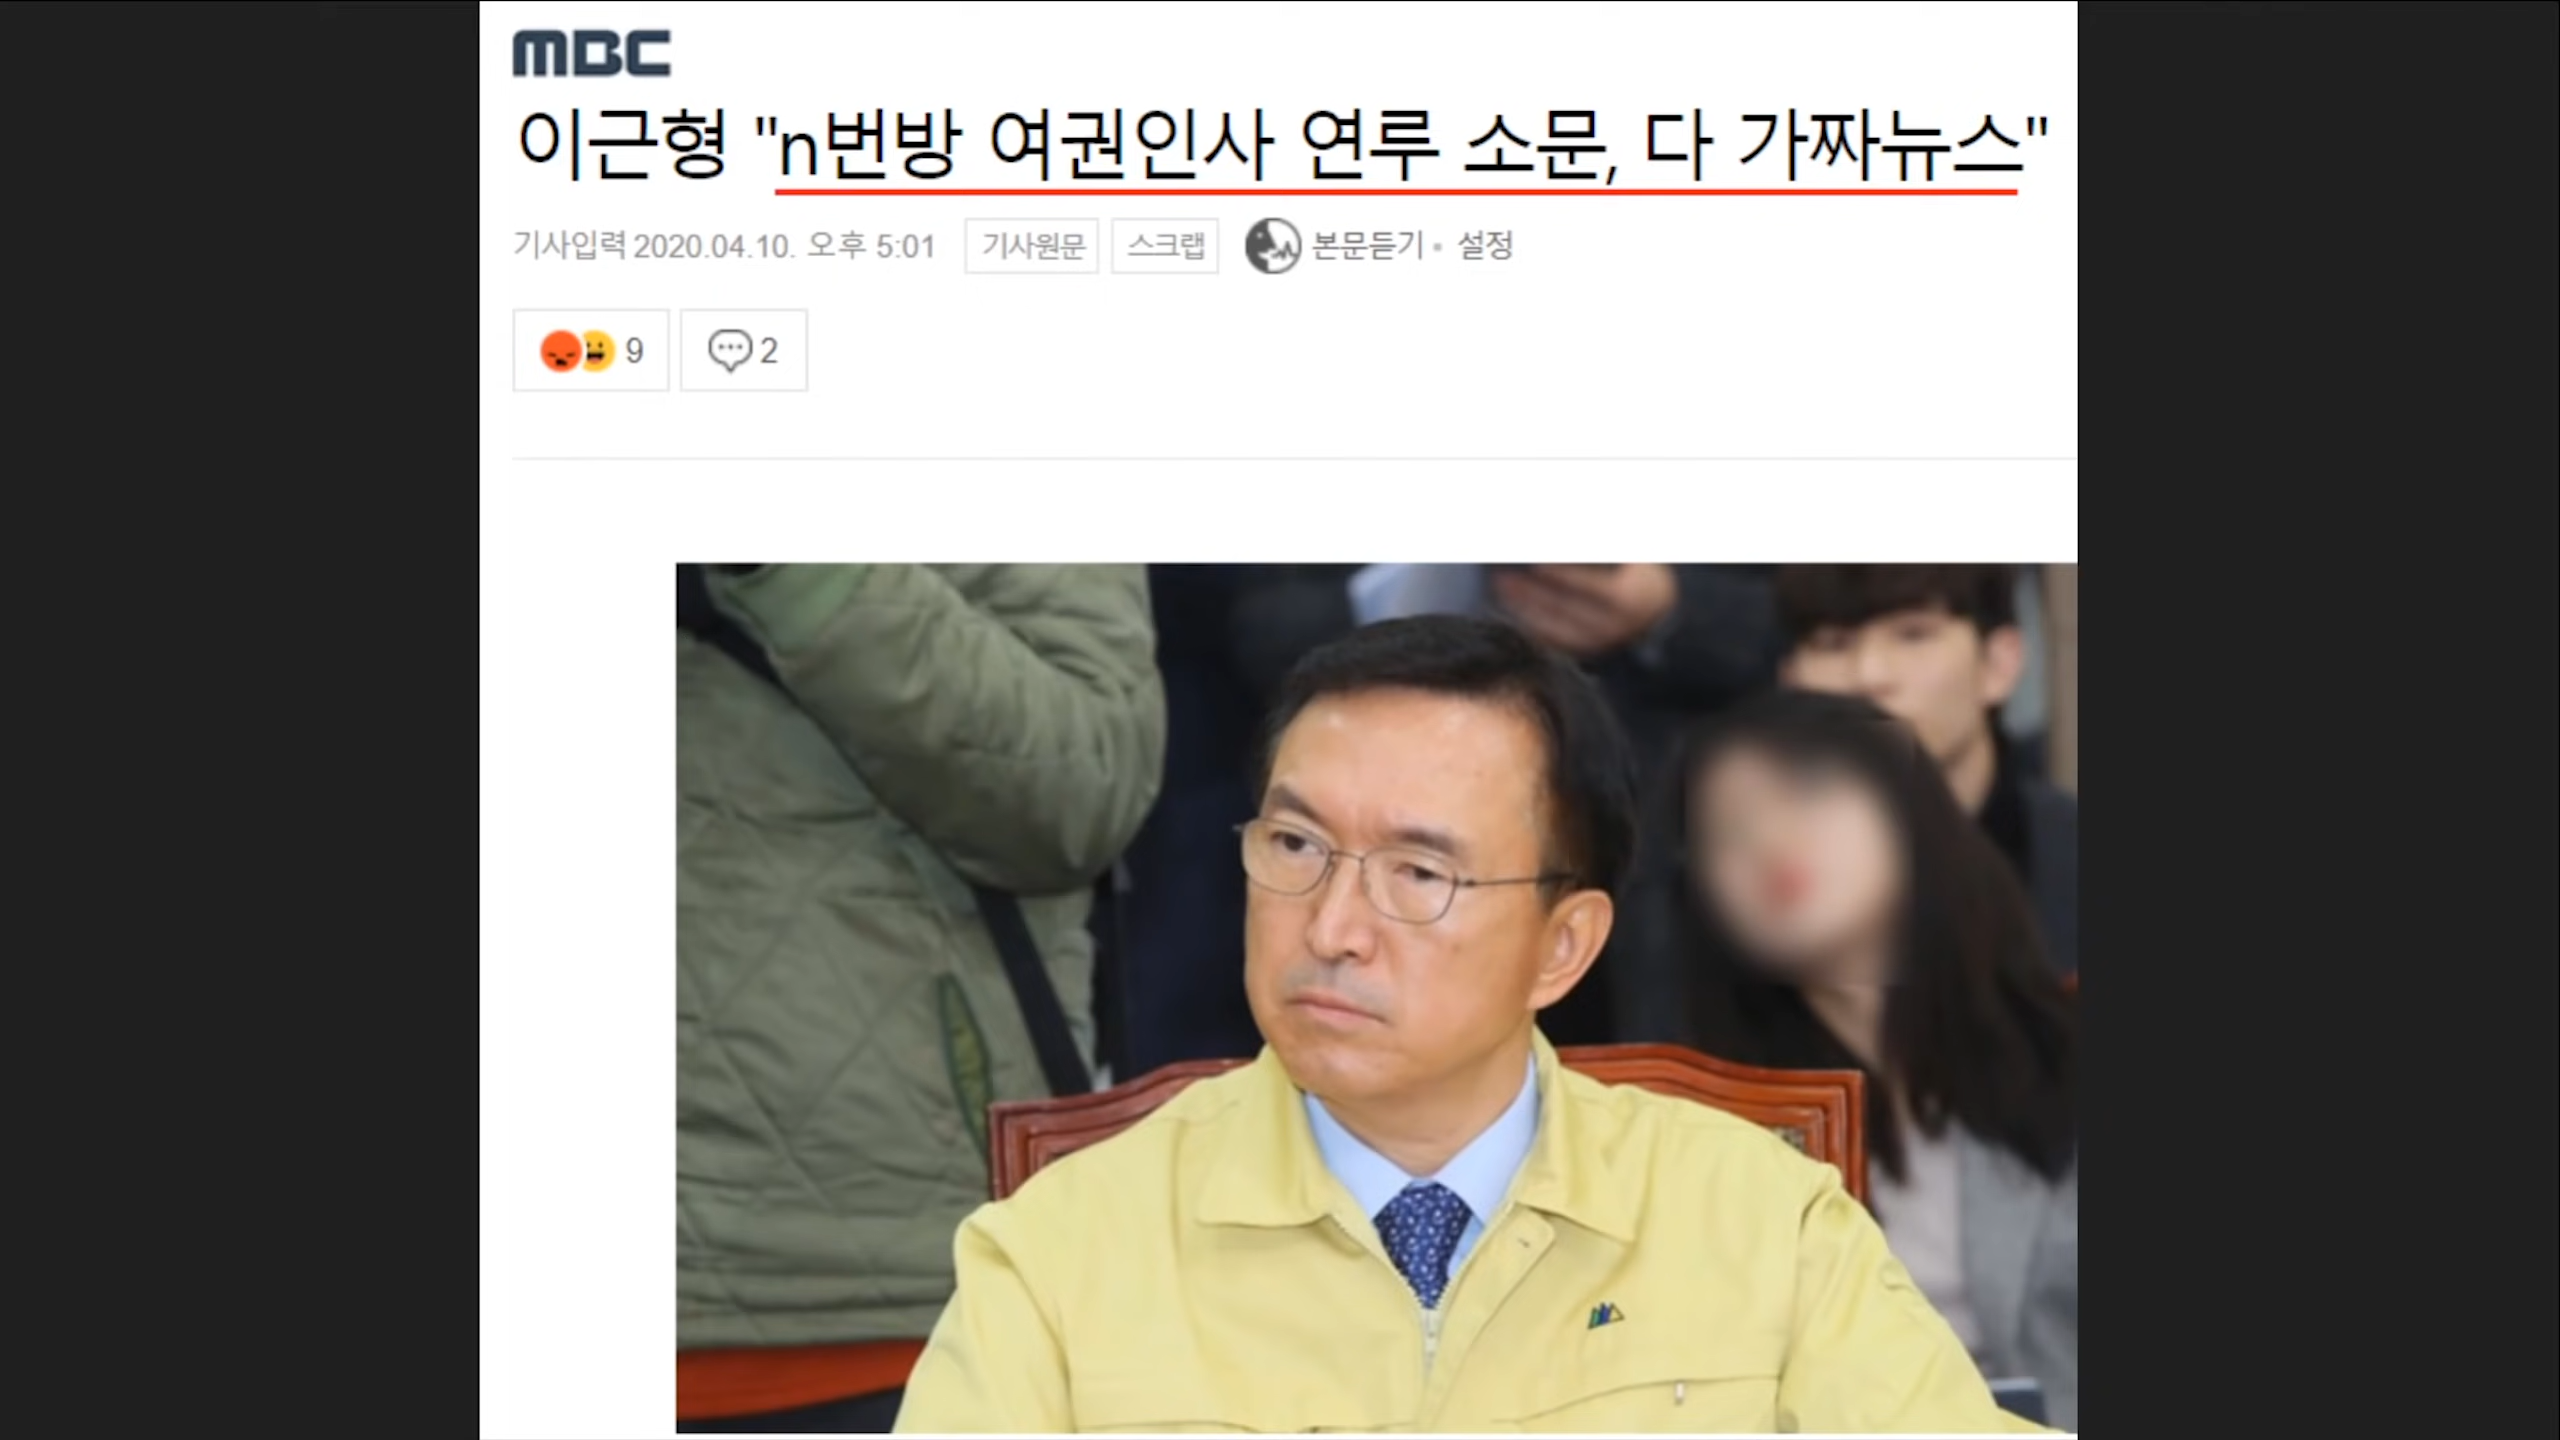 MBC
이근형 "n번방 여권인사 연루 소문, 다 가짜뉴스"
기사입력 2020.04.10. 오후 5:01 기사원문 스크랩 본문듣기 설정
9 2